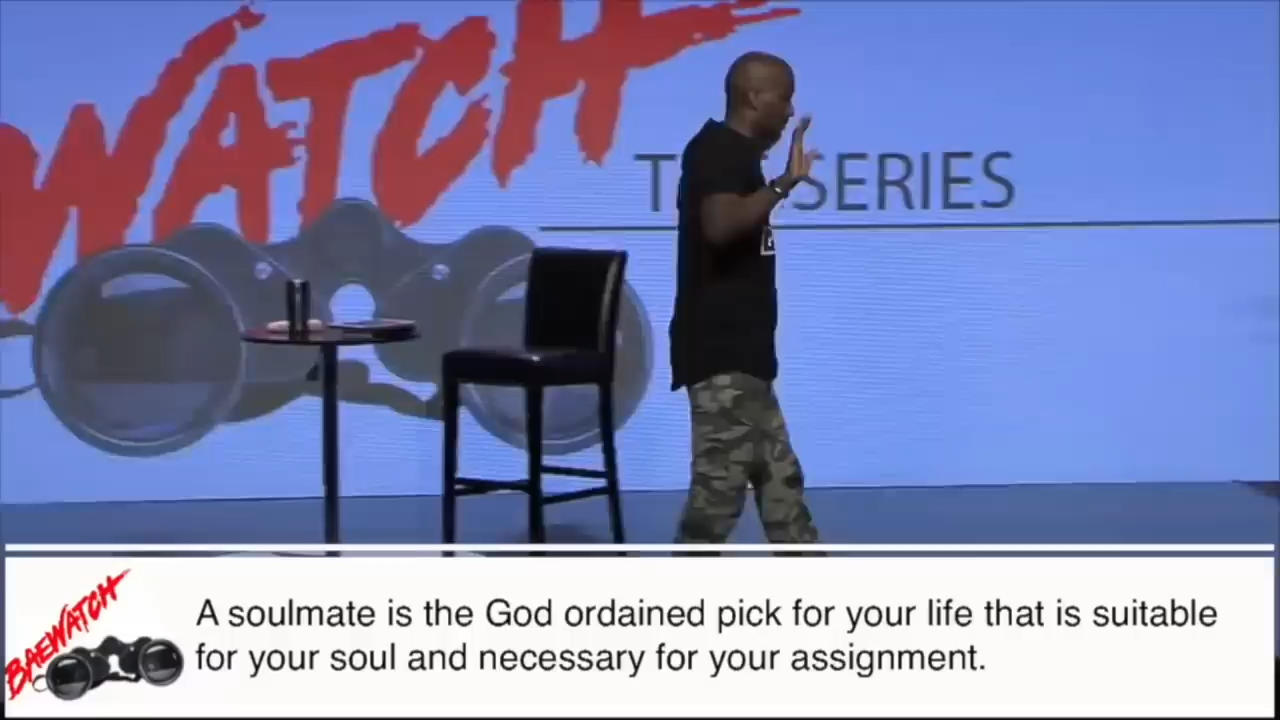 WATCH
T SERIES
BAEWATCH
A soulmate is the God ordained pick for your life that is suitable
for your soul and necessary for your assignment.